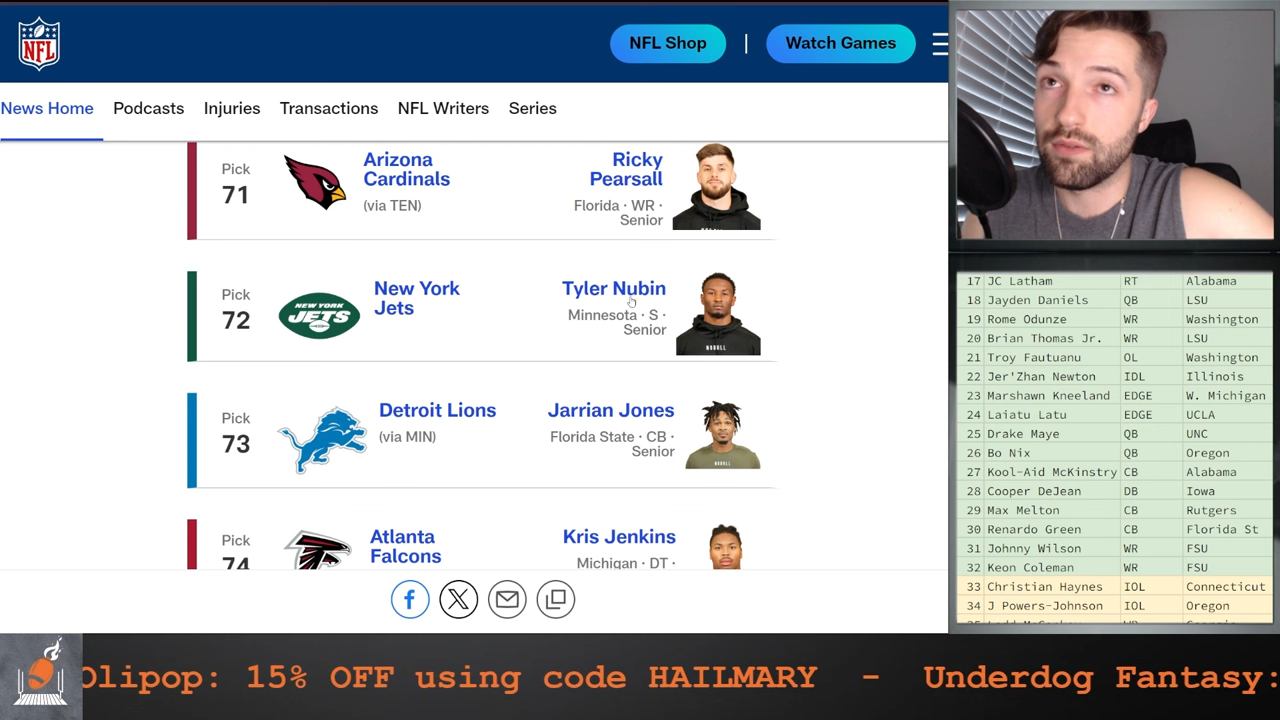 NFL
NFL Shop
|
Watch Games
News Home
Podcasts
Injuries
Transactions
NFL Writers
Series
Pick
71
Arizona
Cardinals
(via TEN)
Ricky
Pearsall
Florida · WR ·
Senior
Pick
72
NEW YORK
JETS
New York
Jets
Tyler Nubin
Minnesota · S ·
Senior
Pick
73
Detroit Lions
(via MIN)
Jarrian Jones
Florida State · CB ·
Senior
Pick
74
Atlanta
Falcons
Kris Jenkins
Michigan · DT ·
17 JC Latham RT Alabama
18 Jayden Daniels QB LSU
19 Rome Odunze WR Washington
20 Brian Thomas Jr. WR LSU
21 Troy Fautuanu OL Washington
22 Jer'Zhan Newton IDL Illinois
23 Marshawn Kneeland EDGE W. Michigan
24 Laiatu Latu EDGE UCLA
25 Drake Maye QB UNC
26 Bo Nix QB Oregon
27 Kool-Aid McKinstry CB Alabama
28 Cooper DeJean DB Iowa
29 Max Melton CB Rutgers
30 Renardo Green CB Florida St
31 Johnny Wilson WR FSU
32 Keon Coleman WR FSU
33 Christian Haynes IOL Connecticut
34 J Powers-Johnson IOL Oregon
Olipop: 15% OFF using code HAILMARY - Underdog Fantasy: